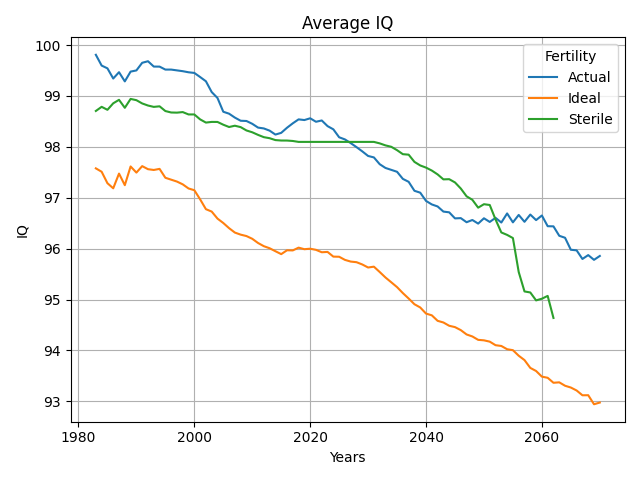 Average IQ
100
99
98
97
96
95
94
93
IQ
1980
2000
2020
2040
2060
Years
Fertility
Actual
Ideal
Sterile